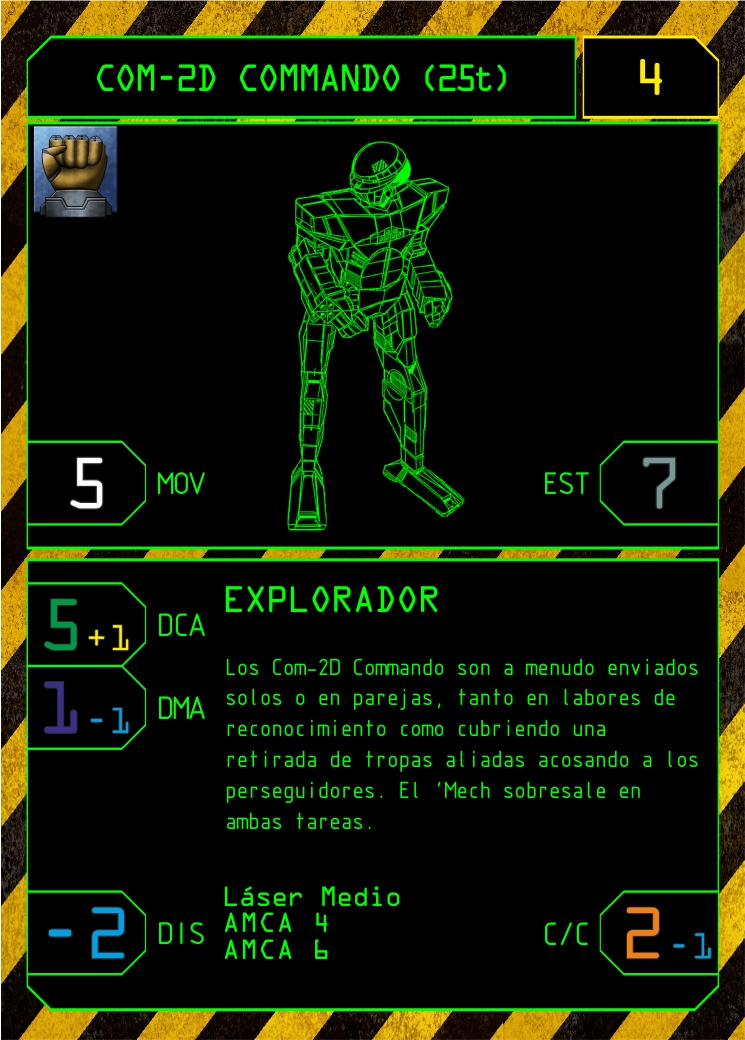 COM-2D COMMANDO (25t)
4
5 MOV
EST 7
5 +1 DCA
EXPLORADOR
1 -1 DMA
Los Com-2D Commando son a menudo enviados
solos o en parejas, tanto en labores de
reconocimiento como cubriendo una
retirada de tropas aliadas acosando a los
perseguidores. El 'Mech sobresale en
ambas tareas.
Láser Medio
AMCA 4
AMCA 6
-2 DIS
C/C 2 -1